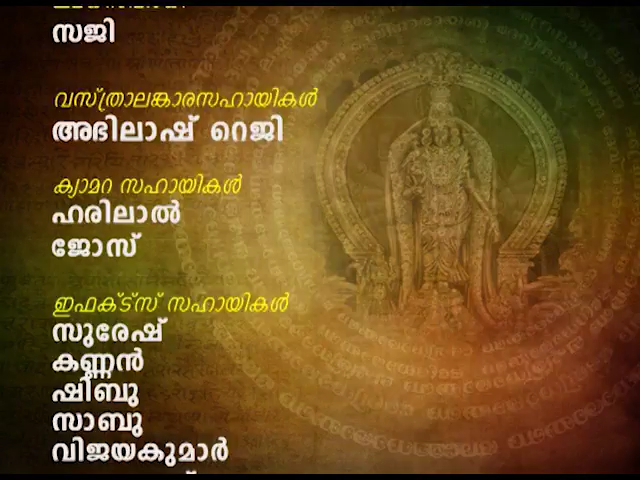 സജി
വസ്ത്രാലങ്കാരസഹായികൾ
അഭിലാഷ് റെജി
ക്യാമറ സഹായികൾ
ഹരിലാൽ
ജോസ്
ഇഫക്ട്സ് സഹായികൾ
സുരേഷ്
കണ്ണൻ
ഷിബു
സാബു
വിജയകുമാർ